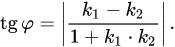 tg φ = |(k₁ − k₂) / (1 + k₁ · k₂)|.